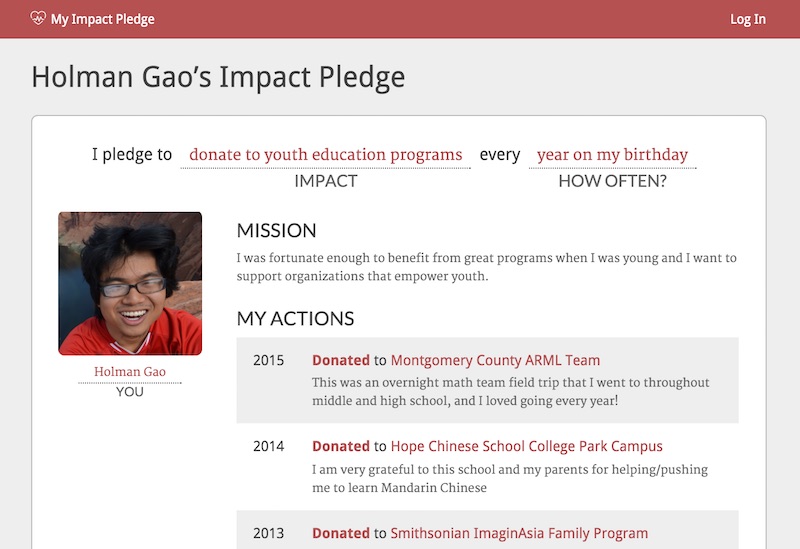 My Impact Pledge
Log In
Holman Gao’s Impact Pledge
I pledge to donate to youth education programs every year on my birthday
IMPACT HOW OFTEN?
MISSION
I was fortunate enough to benefit from great programs when I was young and I want to
support organizations that empower youth.
Holman Gao
YOU
MY ACTIONS
2015 Donated to Montgomery County ARML Team
This was an overnight math team field trip that I went to throughout
middle and high school, and I loved going every year!
2014 Donated to Hope Chinese School College Park Campus
I am very grateful to this school and my parents for helping/pushing
me to learn Mandarin Chinese
2013 Donated to Smithsonian ImaginAsia Family Program